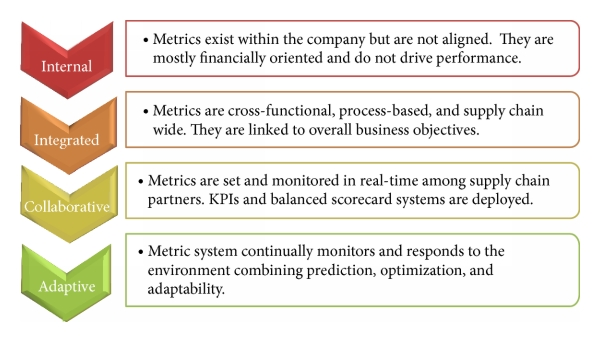 Internal
• Metrics exist within the company but are not aligned. They are
mostly financially oriented and do not drive performance.
Integrated
• Metrics are cross-functional, process-based, and supply chain
wide. They are linked to overall business objectives.
Collaborative
• Metrics are set and monitored in real-time among supply chain
partners. KPIs and balanced scorecard systems are deployed.
Adaptive
• Metric system continually monitors and responds to the
environment combining prediction, optimization, and
adaptability.